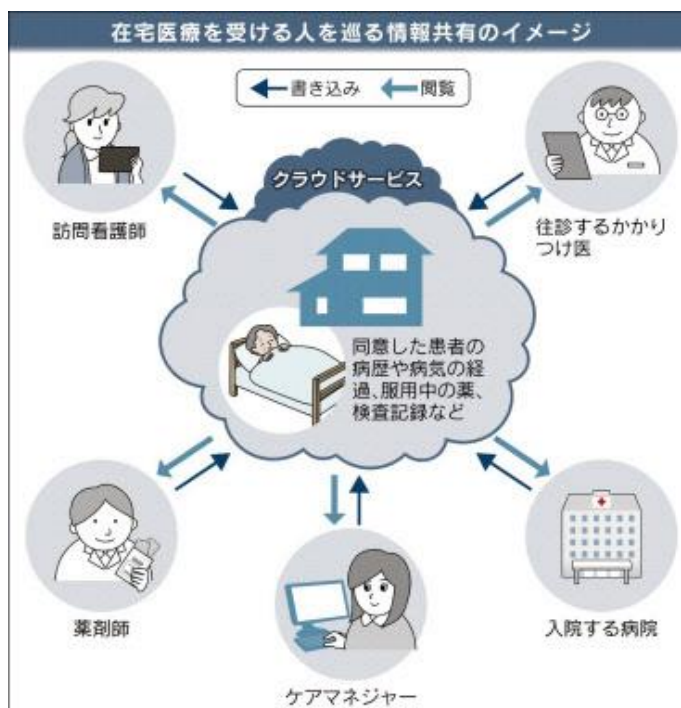 在宅医療を受ける人を巡る情報共有のイメージ
書き込み
閲覧
クラウドサービス
訪問看護師
往診するかかり
つけ医
同意した患者の
病歴や病気の経
過、服用中の薬、
検査記録など
薬剤師
入院する病院
ケアマネジャー